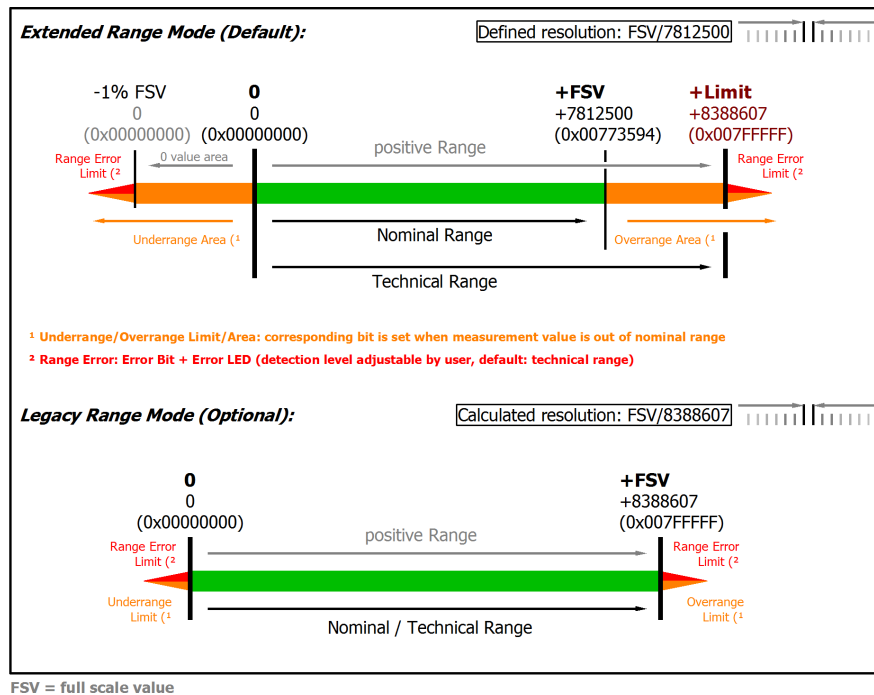 Extended Range Mode (Default):
Defined resolution: FSV/7812500
-1% FSV
0
(0x00000000)
0
0
(0x00000000)
+FSV
+7812500
(0x00773594)
+Limit
+8388607
(0x007FFFFF)
Range Error
Limit (²
0 value area
positive Range
Range Error
Limit (²
Underrange Area (¹
Nominal Range
Overrange Area (¹
Technical Range
¹ Underrange/Overrange Limit/Area: corresponding bit is set when measurement value is out of nominal range
² Range Error: Error Bit + Error LED (detection level adjustable by user, default: technical range)
Legacy Range Mode (Optional):
Calculated resolution: FSV/8388607
0
0
(0x00000000)
+FSV
+8388607
(0x007FFFFF)
Range Error
Limit (²
positive Range
Range Error
Limit (²
Underrange
Limit (¹
Nominal / Technical Range
Overrange
Limit (¹
FSV = full scale value